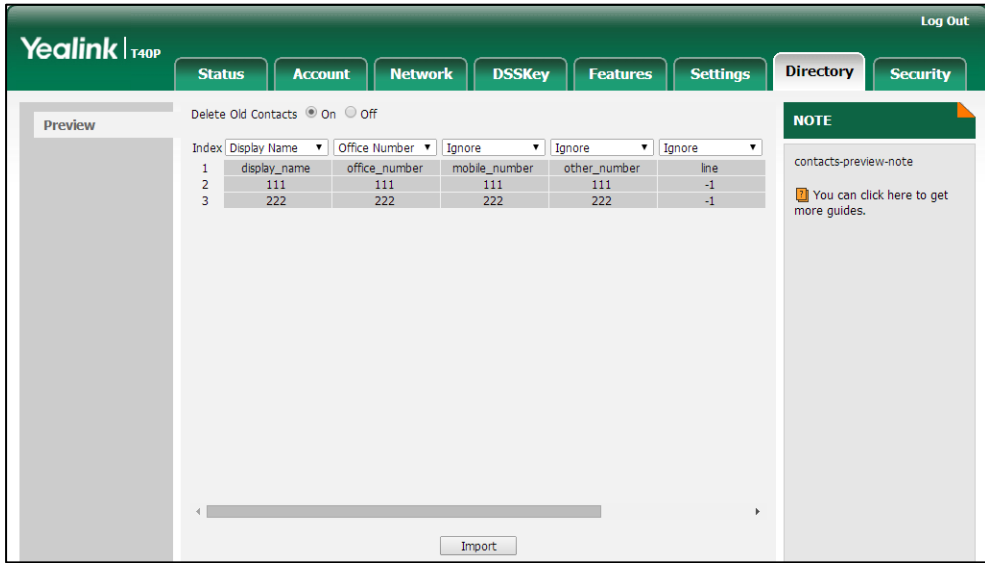 Log Out
Yealink T40P
Status Account Network DSSKey Features Settings Directory Security
Preview
Delete Old Contacts On Off
Index Display Name Office Number Ignore Ignore Ignore
1 display_name office_number mobile_number other_number line
2 111 111 111 111 -1
3 222 222 222 222 -1
Import
NOTE
contacts-preview-note
? You can click here to get
more guides.